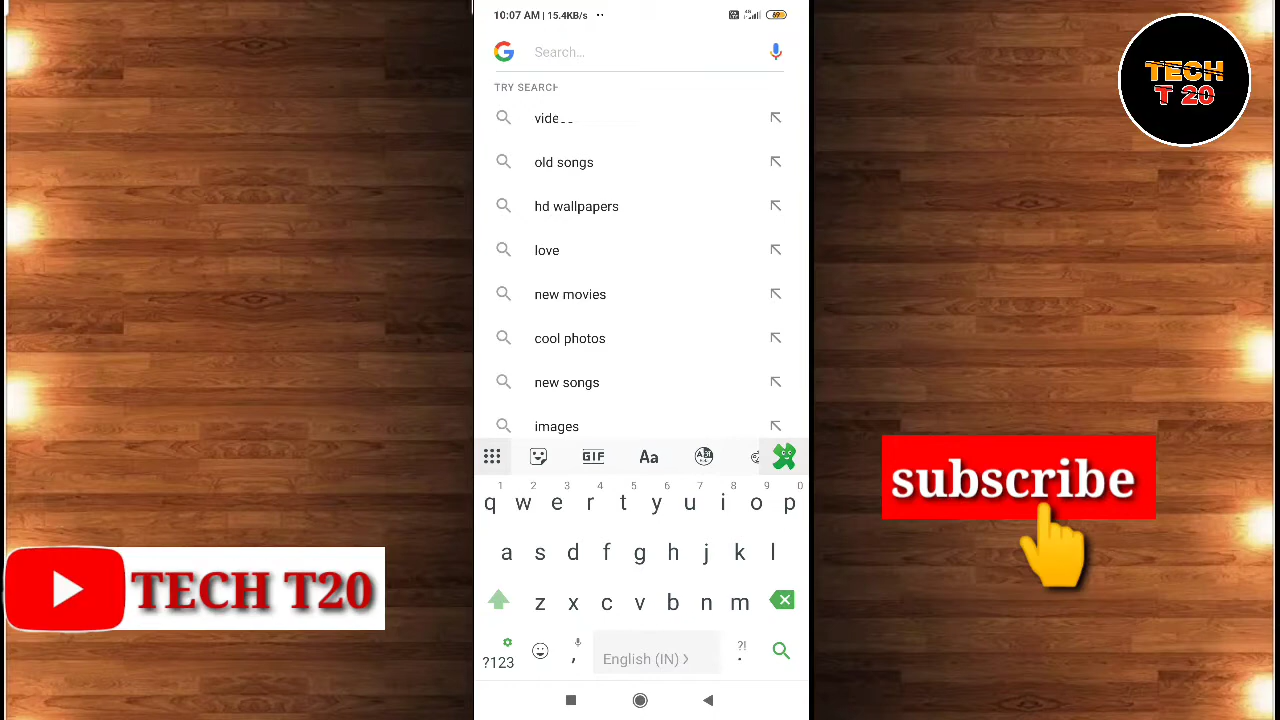 10:07 AM | 15.4KB/s ··
4G
69
TECH
T 20
Search...
TRY SEARCH
old songs
hd wallpapers
love
new movies
cool photos
new songs
images
GIF
Aa
1 2 3 4 5 6 7 8 9 0
q w e r t y u i o p
a s d f g h j k l
z x c v b n m
?123
,
English (IN)
?!
.
subscribe
TECH T20